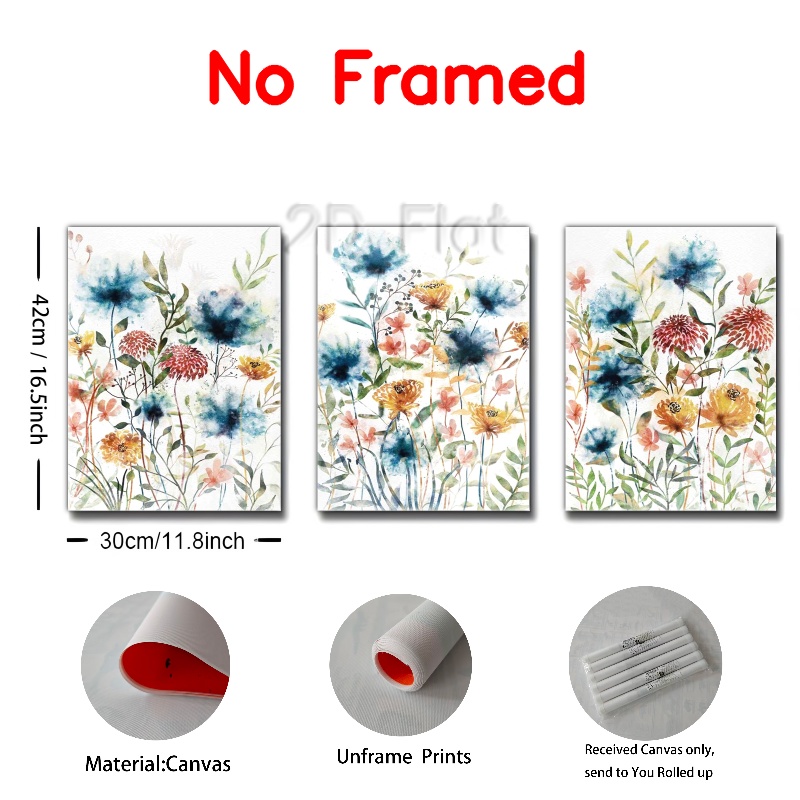 No Framed
2D Flat
42cm / 16.5inch
30cm/11.8inch
Material:Canvas
Unframe Prints
Received Canvas only,
send to You Rolled up